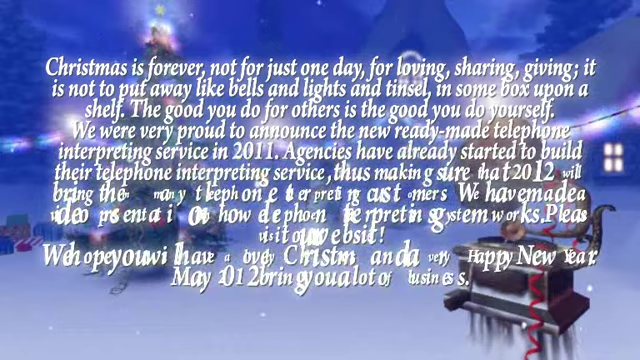 Christmas is forever, not for just one day, for loving, sharing, giving; it
is not to put away like bells and lights and tinsel, in some box upon a
shelf. The good you do for others is the good you do yourself.
We were very proud to announce the new ready-made telephone
interpreting service in 2011. Agencies have already started to build
their telephone interpreting service, thus making sure that 2012 will
bring them many telephone interpreting customers We have made a
video presentation how telephone interpreting system works. Please
visit our website!
We hope you will have a lovely Christmas and a very Happy New Year
May 2012 bring you a lot of business.